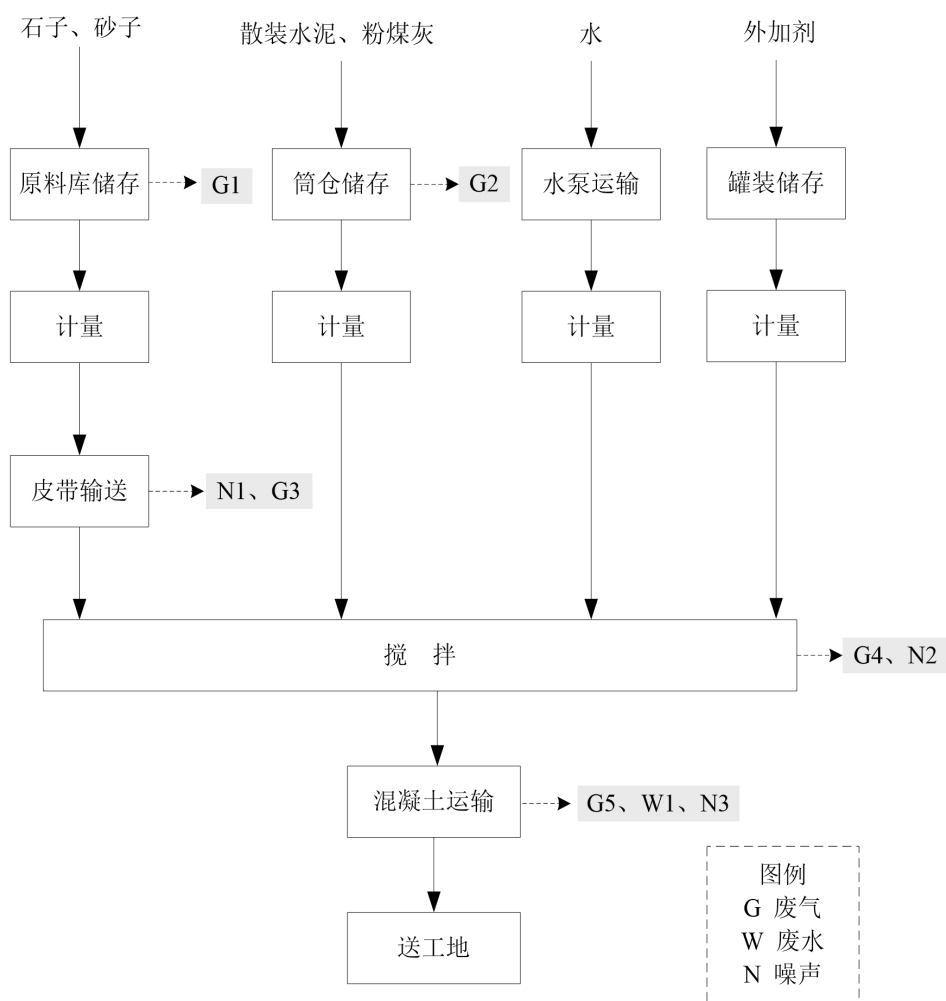 石子、砂子
散装水泥、粉煤灰
水
外加剂
原料库储存
G1
筒仓储存
G2
水泵运输
罐装储存
计量
计量
计量
计量
皮带输送
N1、G3
搅 拌
G4、N2
混凝土运输
G5、W1、N3
送工地
图例
G 废气
W 废水
N 噪声